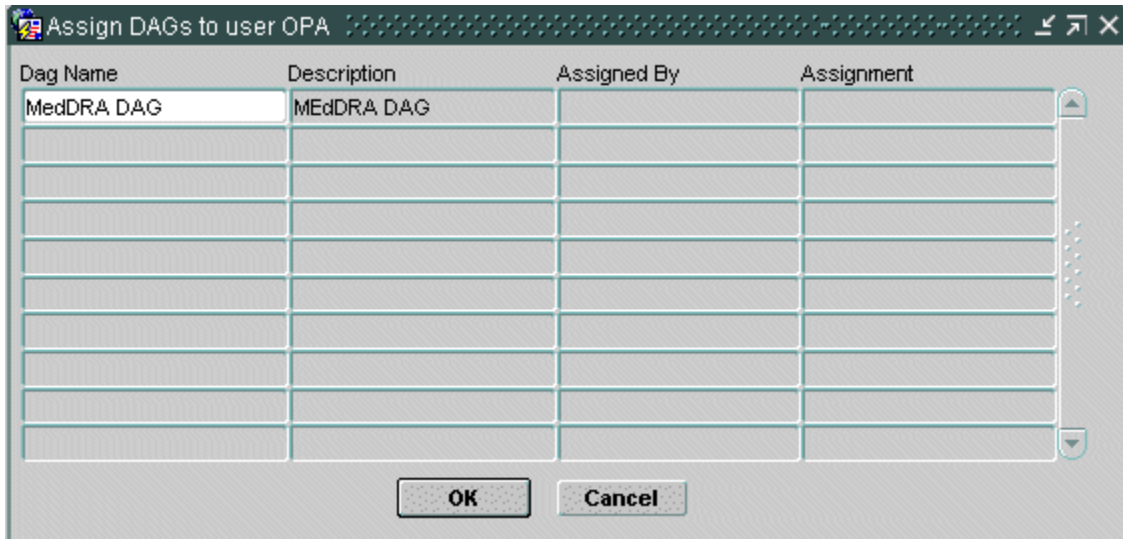 Assign DAGs to user OPA
Dag Name Description Assigned By Assignment
MedDRA DAG MEdDRA DAG
OK Cancel